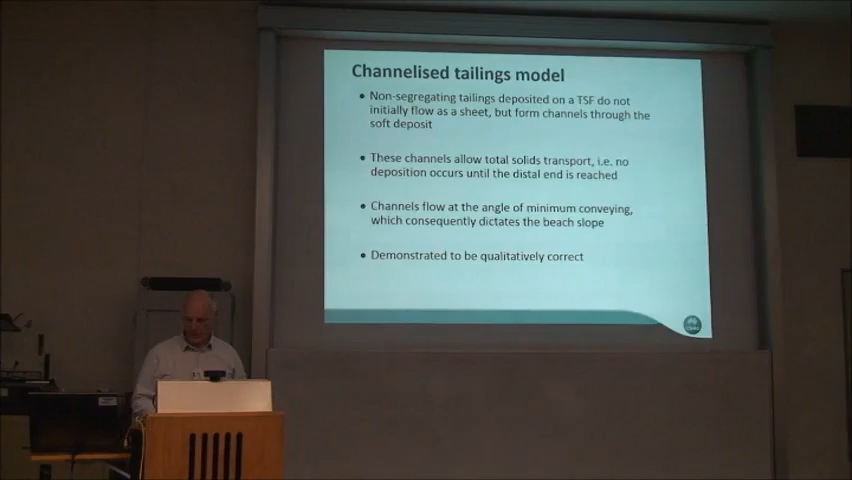 Channelised tailings model
• Non-segregating tailings deposited on a TSF do not
initially flow as a sheet, but form channels through the
soft deposit
• These channels allow total solids transport, i.e. no
deposition occurs until the distal end is reached
• Channels flow at the angle of minimum conveying,
which consequently dictates the beach slope
• Demonstrated to be qualitatively correct